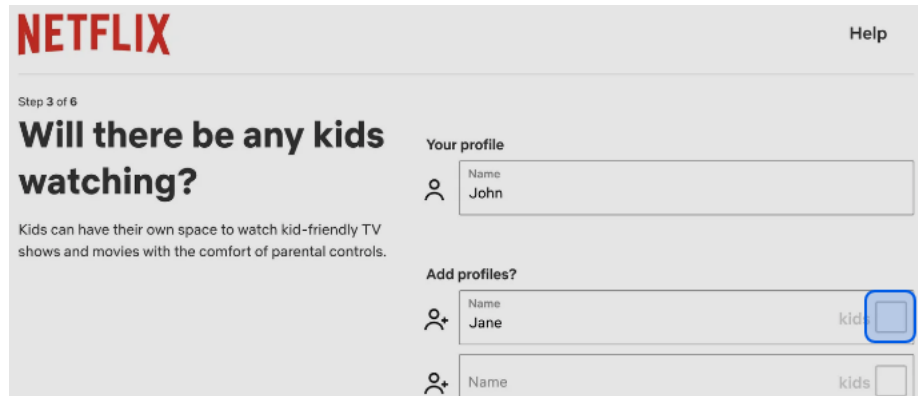 NETFLIX
Help
Step 3 of 6
Will there be any kids
watching?
Kids can have their own space to watch kid-friendly TV
shows and movies with the comfort of parental controls.
Your profile
Name
John
Add profiles?
Name
Jane
kids
Name
kids